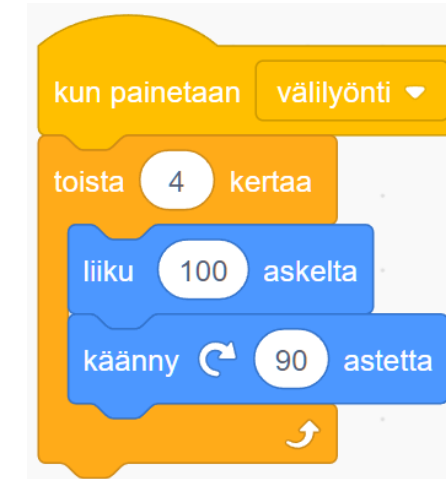 kun painetaan välilyönti
toista 4 kertaa
liiku 100 askelta
käänny 90 astetta